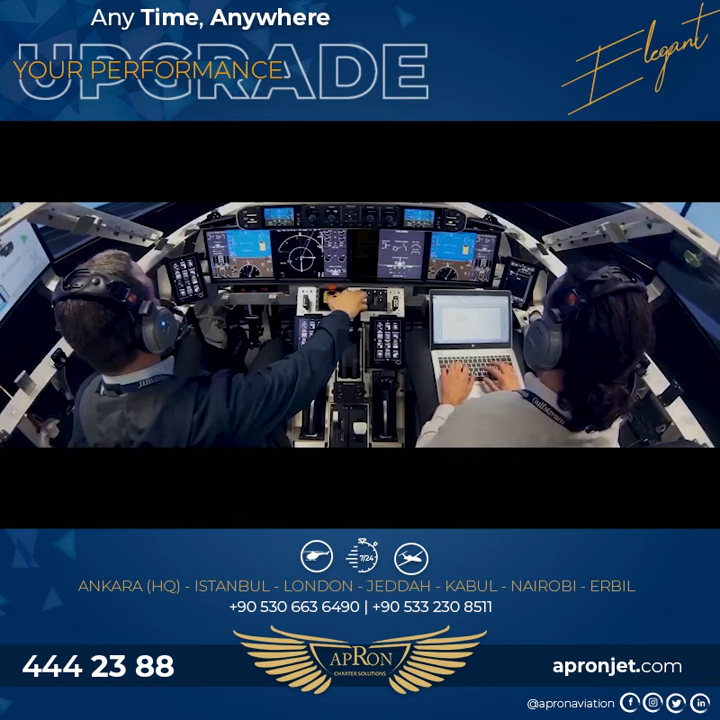 Any Time, Anywhere
UPGRADE
YOUR PERFORMANCE
Elegant
Gulfstream
7/24
ANKARA (HQ) - ISTANBUL - LONDON - JEDDAH - KABUL - NAIROBI - ERBIL
+90 530 663 6490 | +90 533 230 8511
444 23 88
APRON
CHARTER SOLUTIONS
apronjet.com
@apronaviation